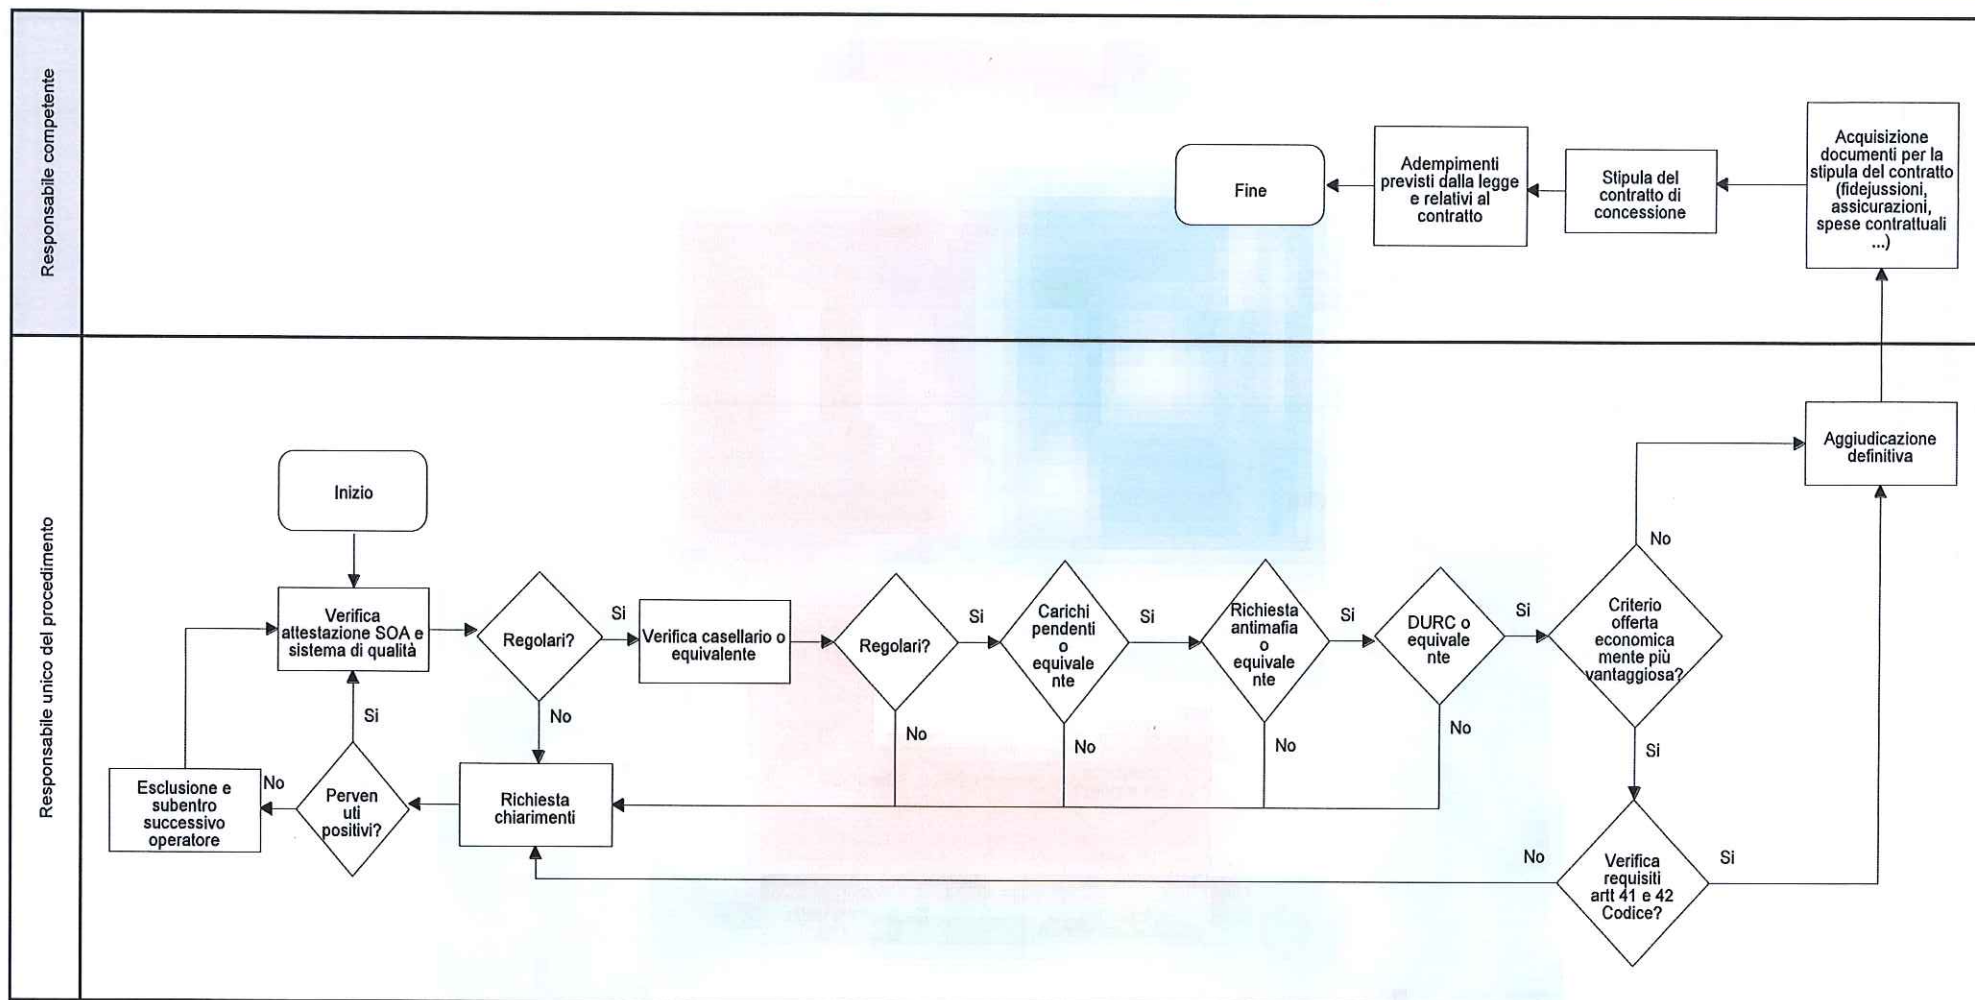 Responsabile competente
Fine
Adempimenti
previsti dalla legge
e relativi al
contratto
Stipula del
contratto di
concessione
Acquisizione
documenti per la
stipula del contratto
(fidejussioni,
assicurazioni,
spese contrattuali
...)
Responsabile unico del procedimento
Inizio
Aggiudicazione
definitiva
No
Verifica
attestazione SOA e
sistema di qualità
Regolari?
Si
Verifica casellario o
equivalente
Regolari?
Si
Carichi
pendenti
o
equivale
nte
Si
Richiesta
antimafia
o
equivale
nte
Si
DURC o
equivale
nte
Si
Criterio
offerta
economica
mente più
vantaggiosa?
Si
No
No
No
No
No
Si
Esclusione e
subentro
successivo
operatore
No
Perven
uti
positivi?
Richiesta
chiarimenti
No
Verifica
requisiti
artt 41 e 42
Codice?
Si